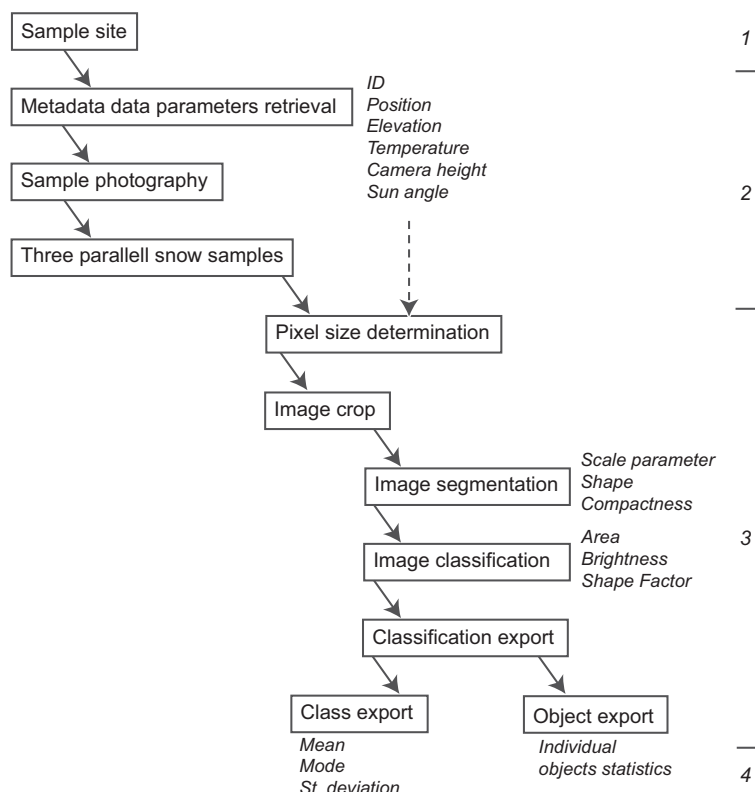 Sample site
1
Metadata data parameters retrieval
ID
Position
Elevation
Temperature
Camera height
Sun angle
Sample photography
2
Three parallell snow samples
Pixel size determination
Image crop
Image segmentation
Scale parameter
Shape
Compactness
Image classification
Area
Brightness
Shape Factor
3
Classification export
Class export
Object export
Mean
Mode
St. deviation
Individual
objects statistics
4